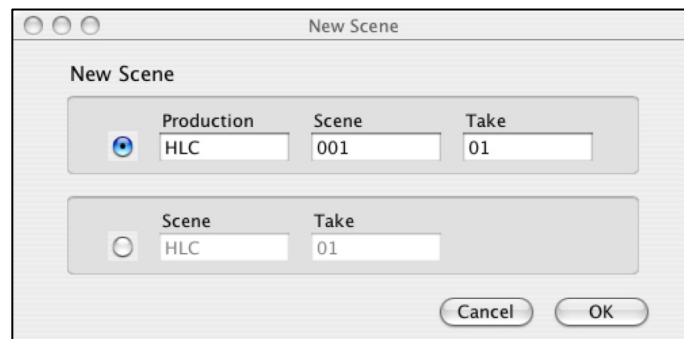 New Scene
New Scene
Production Scene Take
HLC 001 01
Scene Take
HLC 01
Cancel OK